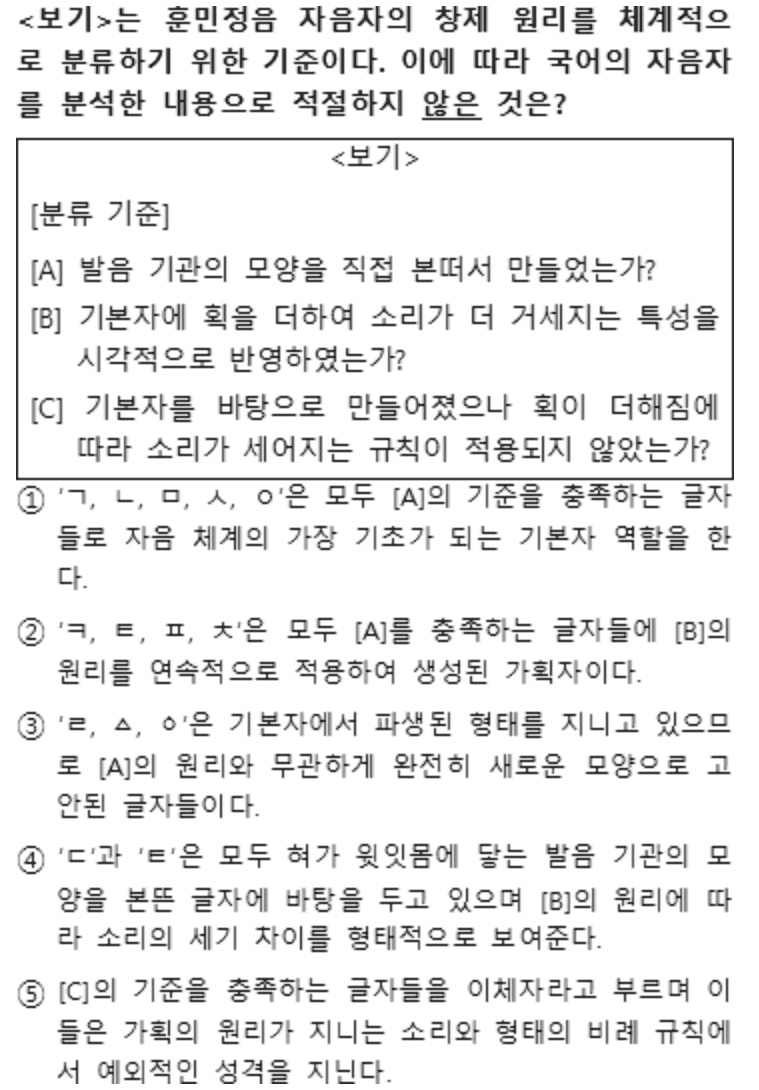 <보기>는 훈민정음 자음자의 창제 원리를 체계적으
로 분류하기 위한 기준이다. 이에 따라 국어의 자음자
를 분석한 내용으로 적절하지 않은 것은?
<보기>
[분류 기준]
[A] 발음 기관의 모양을 직접 본떠서 만들었는가?
[B] 기본자에 획을 더하여 소리가 더 거세지는 특성을
시각적으로 반영하였는가?
[C] 기본자를 바탕으로 만들어졌으나 획이 더해짐에
따라 소리가 세어지는 규칙이 적용되지 않았는가?
① 'ㄱ, ㄴ, ㅁ, ㅅ, ㅇ'은 모두 [A]의 기준을 충족하는 글자
들로 자음 체계의 가장 기초가 되는 기본자 역할을 한
다.
② 'ㅋ, ㅌ, ㅍ, ㅊ'은 모두 [A]를 충족하는 글자들에 [B]의
원리를 연속적으로 적용하여 생성된 가획자이다.
③ 'ㄹ, ㅿ, ㆁ'은 기본자에서 파생된 형태를 지니고 있으므
로 [A]의 원리와 무관하게 완전히 새로운 모양으로 고
안된 글자들이다.
④ 'ㄷ'과 'ㅌ'은 모두 혀가 윗잇몸에 닿는 발음 기관의 모
양을 본뜬 글자에 바탕을 두고 있으며 [B]의 원리에 따
라 소리의 세기 차이를 형태적으로 보여준다.
⑤ [C]의 기준을 충족하는 글자들을 이체자라고 부르며 이
들은 가획의 원리가 지니는 소리와 형태의 비례 규칙에
서 예외적인 성격을 지닌다.